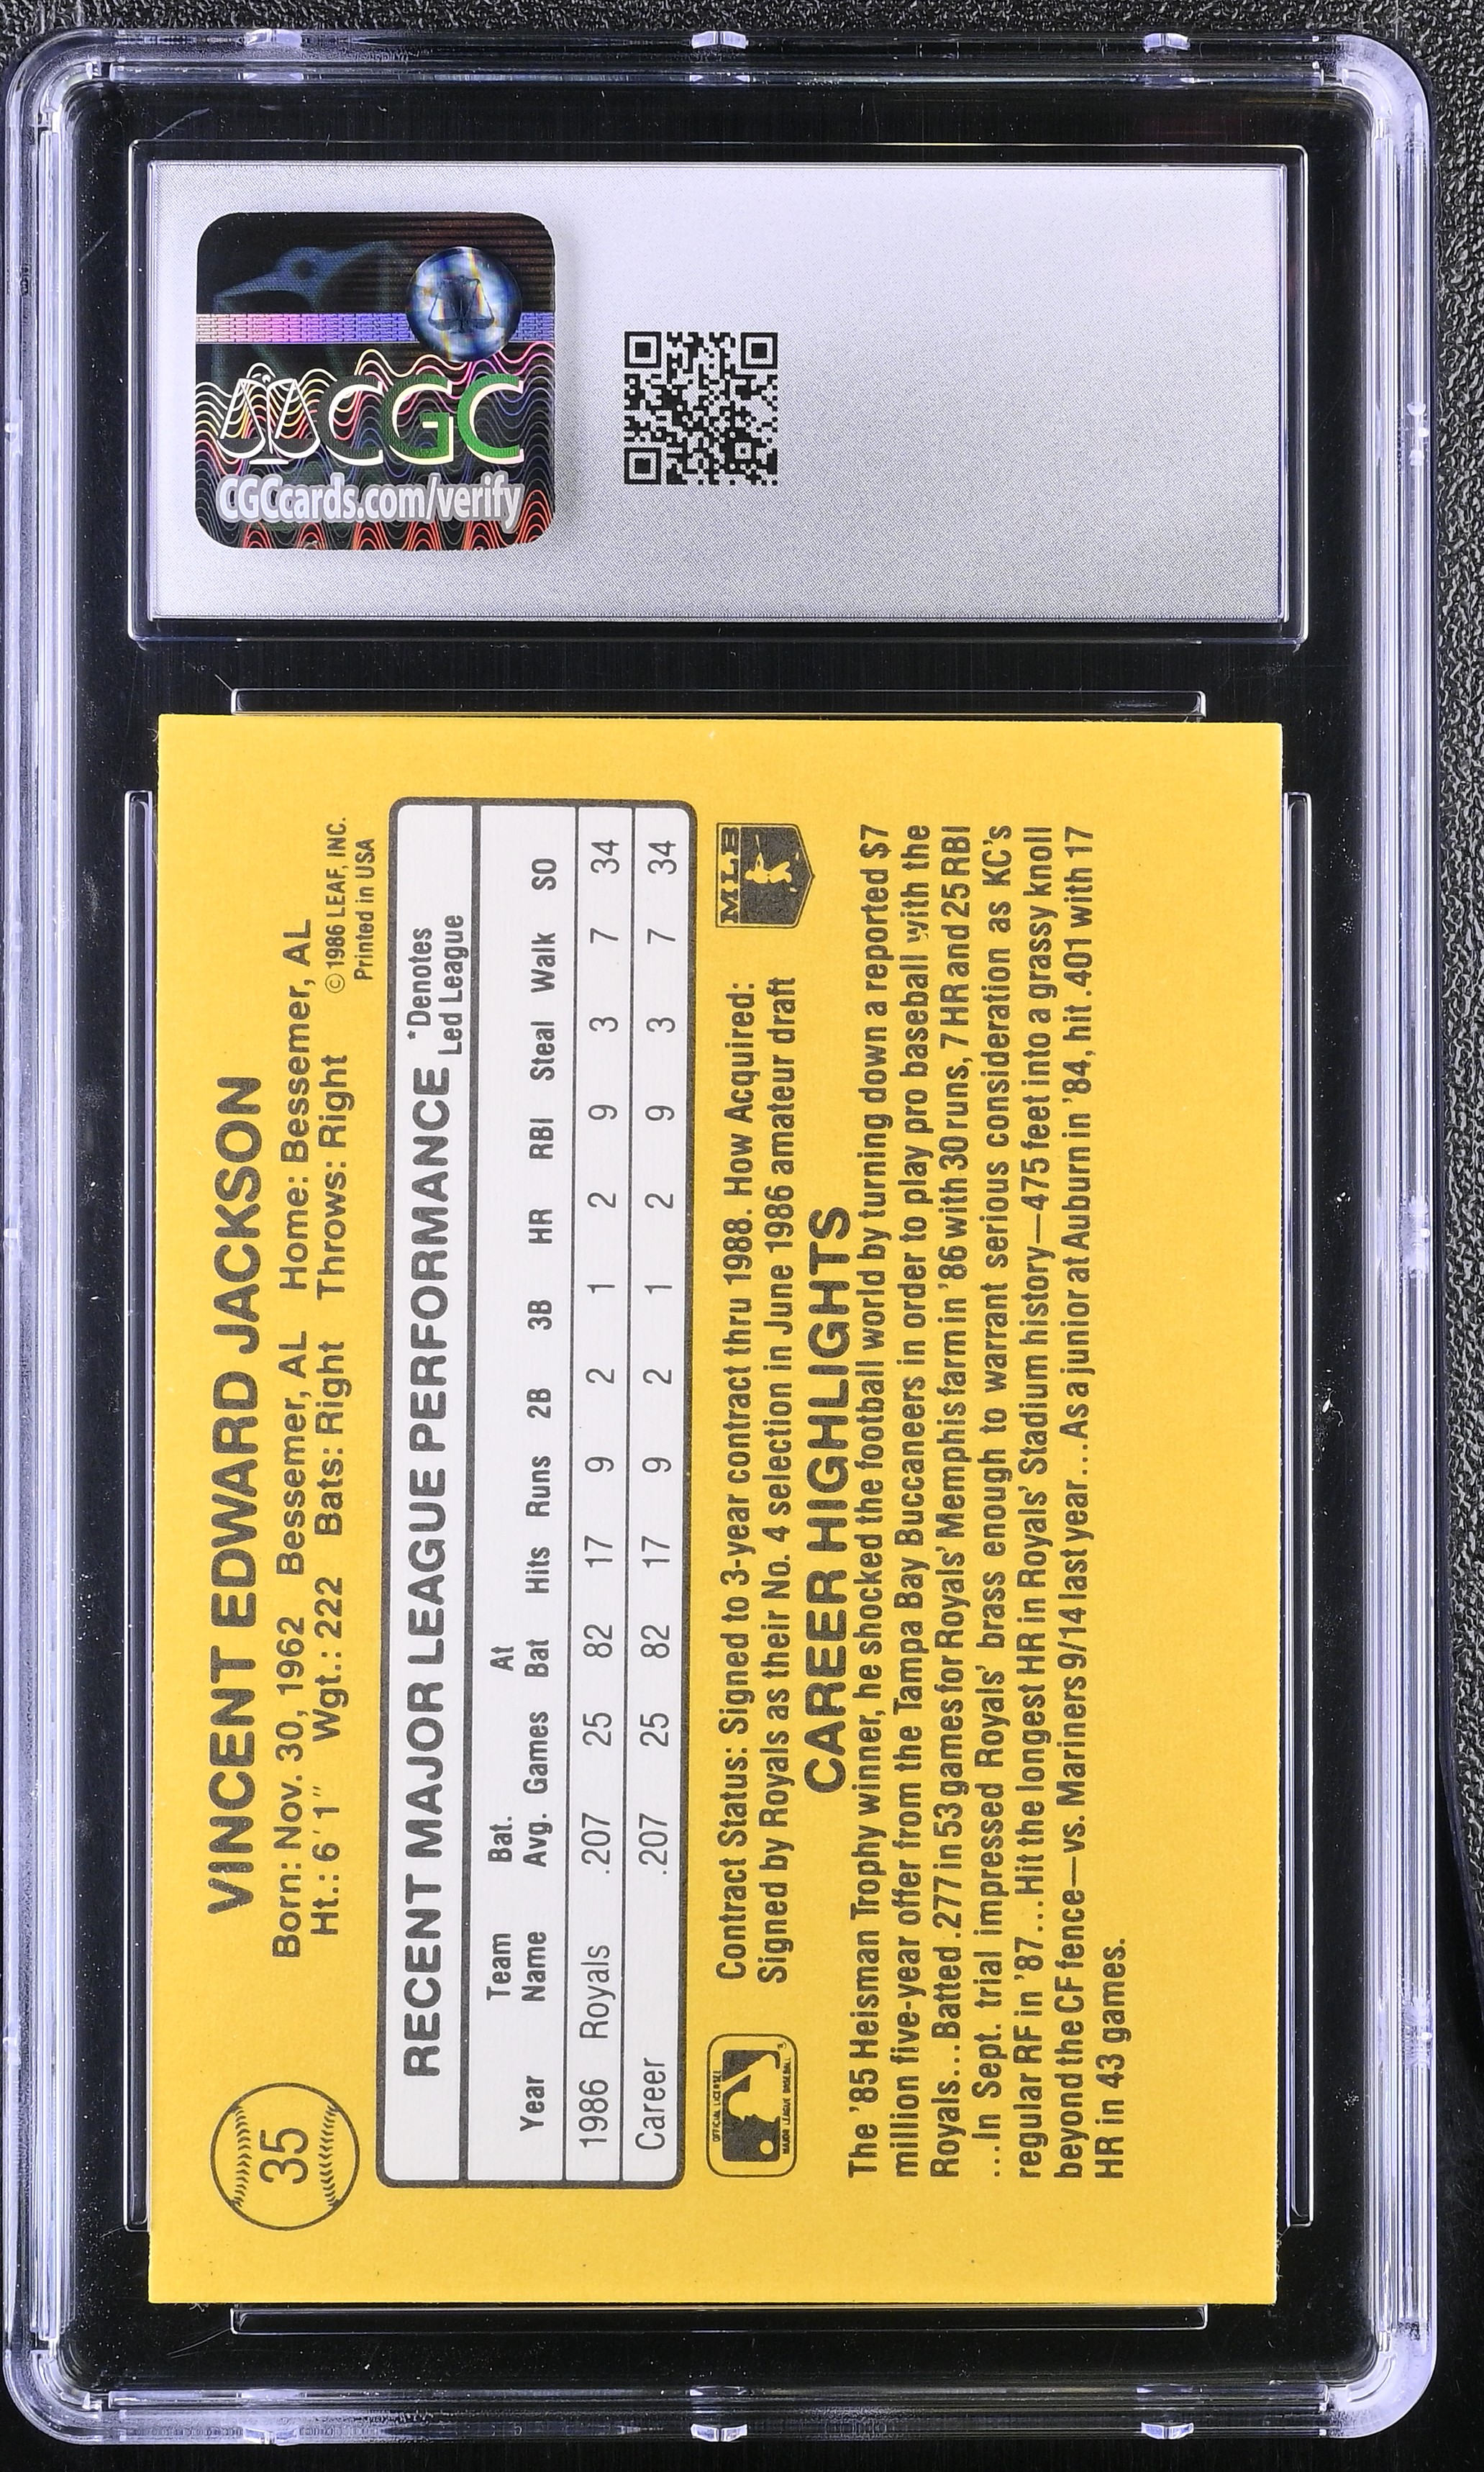 CGC
CGCcards.com/verify
35
VINCENT EDWARD JACKSON
Born: Nov. 30, 1962 Bessemer, AL Home: Bessemer, AL
Ht.: 6'1" Wgt.: 222 Bats: Right Throws: Right
© 1986 LEAF, INC.
Printed in USA
RECENT MAJOR LEAGUE PERFORMANCE *Denotes Led League
Year Team Name Bat. Avg. Games At Bat Hits Runs 2B 3B HR RBI Steal Walk SO
1986 Royals .207 25 82 17 9 2 1 2 9 3 7 34
Career .207 25 82 17 9 2 1 2 9 3 7 34
OFFICIAL LICENSEE
MAJOR LEAGUE BASEBALL
Contract Status: Signed to 3-year contract thru 1988. How Acquired:
Signed by Royals as their No. 4 selection in June 1986 amateur draft
MLB
CAREER HIGHLIGHTS
The '85 Heisman Trophy winner, he shocked the football world by turning down a reported $7
million five-year offer from the Tampa Bay Buccaneers in order to play pro baseball with the
Royals...Batted .277 in 53 games for Royals' Memphis farm in '86 with 30 runs, 7 HR and 25 RBI
...In Sept. trial impressed Royals' brass enough to warrant serious consideration as KC's
regular RF in '87...Hit the longest HR in Royals' Stadium history—475 feet into a grassy knoll
beyond the CF fence—vs. Mariners 9/14 last year...As a junior at Auburn in '84, hit .401 with 17
HR in 43 games.